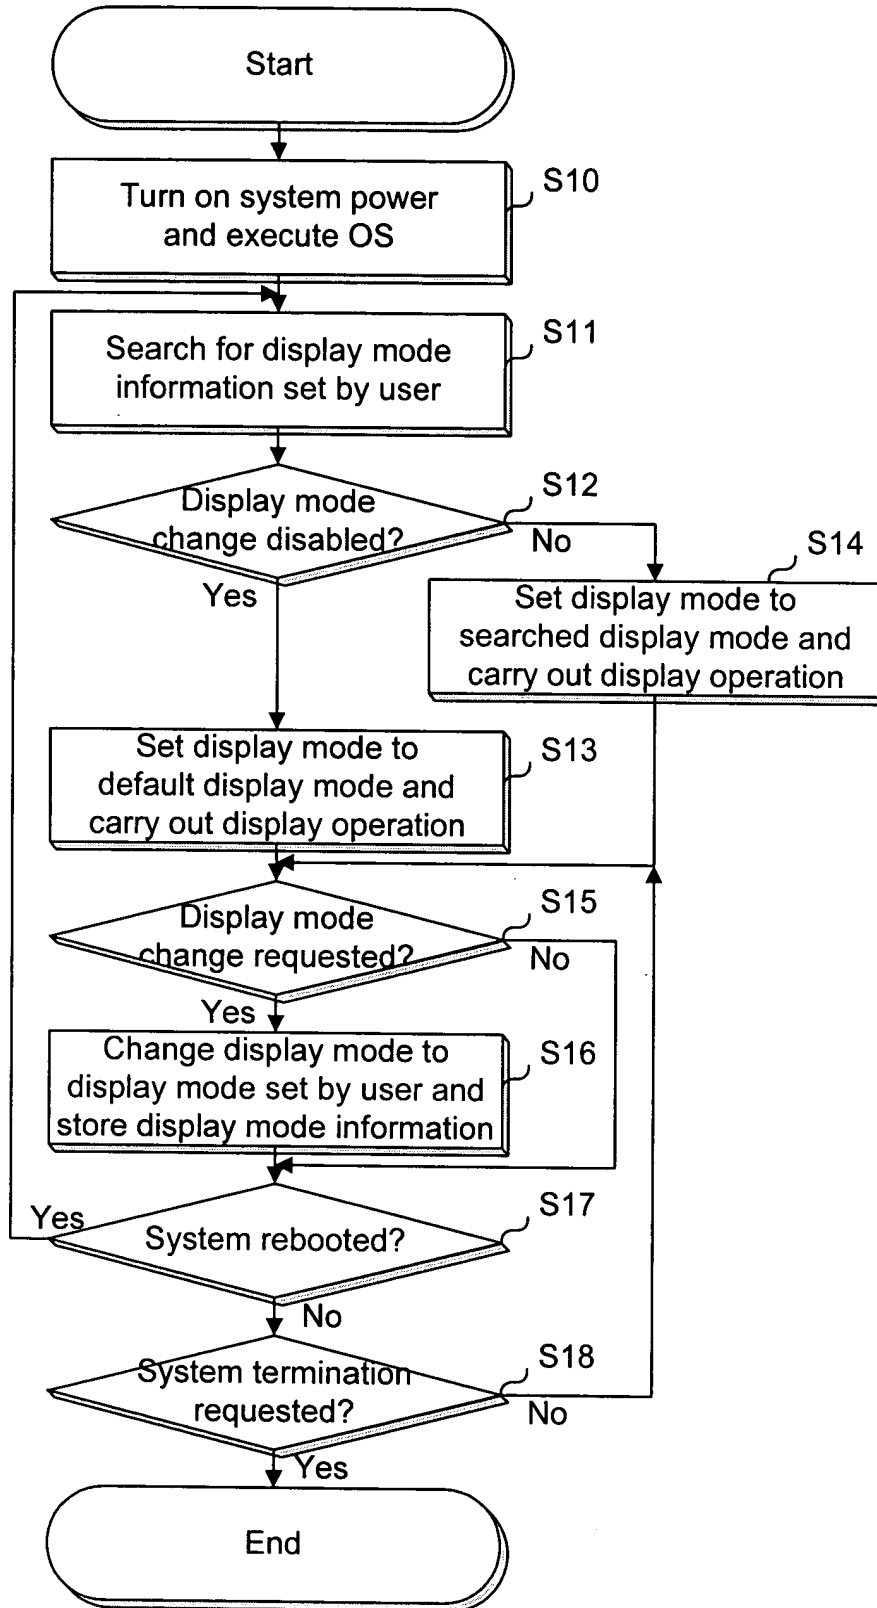 Start
S10
Turn on system power
and execute OS
S11
Search for display mode
information set by user
S12
Display mode
change disabled?
No
Yes
S14
Set display mode to
searched display mode and
carry out display operation
S13
Set display mode to
default display mode and
carry out display operation
S15
Display mode
change requested?
No
Yes
S16
Change display mode to
display mode set by user and
store display mode information
S17
Yes
System rebooted?
No
S18
System termination
requested?
No
Yes
End